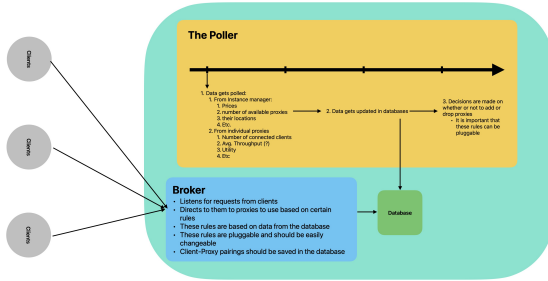 The Poller
1. Data gets polled:
1. From Instance manager:
1. Prices
2. number of available proxies
3. their locations
4. Etc.
2. From individual proxies
1. Number of connected clients
2. Avg. Throughput (?)
3. Utility
4. Etc
2. Data gets updated in databases
3. Decisions are made on
whether or not to add or
drop proxies
• It is important that
these rules can be
pluggable
Clients
Clients
Clients
Broker
• Listens for requests from clients
• Directs to them to proxies to use based on certain
rules
• These rules are based on data from the database
• These rules are pluggable and should be easily
changeable
• Client-Proxy pairings should be saved in the database
Database